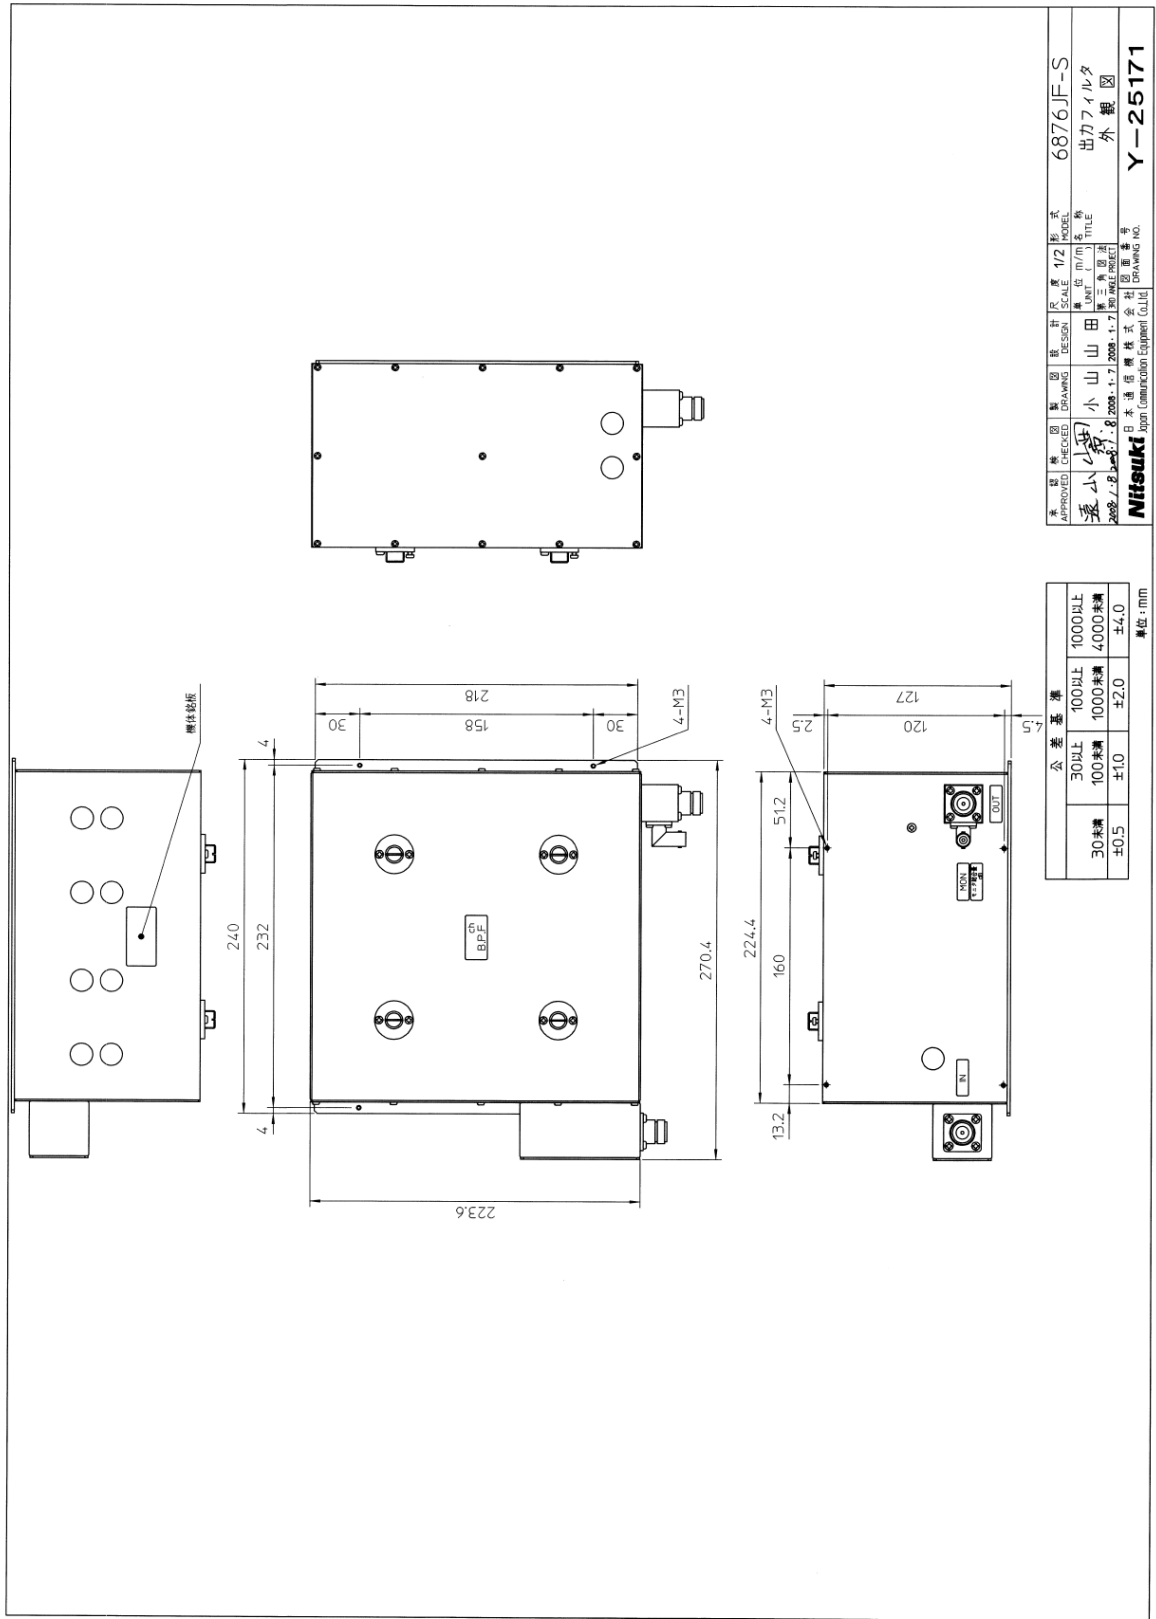 機体銘板
240
232
4
4
30
158
30
218
4-M3
ch
B.P.F
270.4
223.6
4-M3
224.4
51.2
160
13.2
2.5
120
4.5
127
MON
OUT
IN
公差基準
30未満
30以上
100未満
100以上
1000未満
1000以上
4000未満
±0.5
±1.0
±2.0
±4.0
単位:mm
承認
APPROVED
検図
CHECKED
製図
DRAWING
設計
DESIGN
尺度
SCALE
1/2
形式
MODEL
6876JF-S
小山
山田
2008・1・8
2008・1・7
2008・1・7
単位 m/m
UNIT ( )
第三角図法
3RD ANGLE PROJECT
名称
TITLE
出力フィルタ
外観図
Nitsuki
日本通信機株式会社
Japan Communication Equipment Co.,Ltd.
図面番号
DRAWING NO.
Y-25171